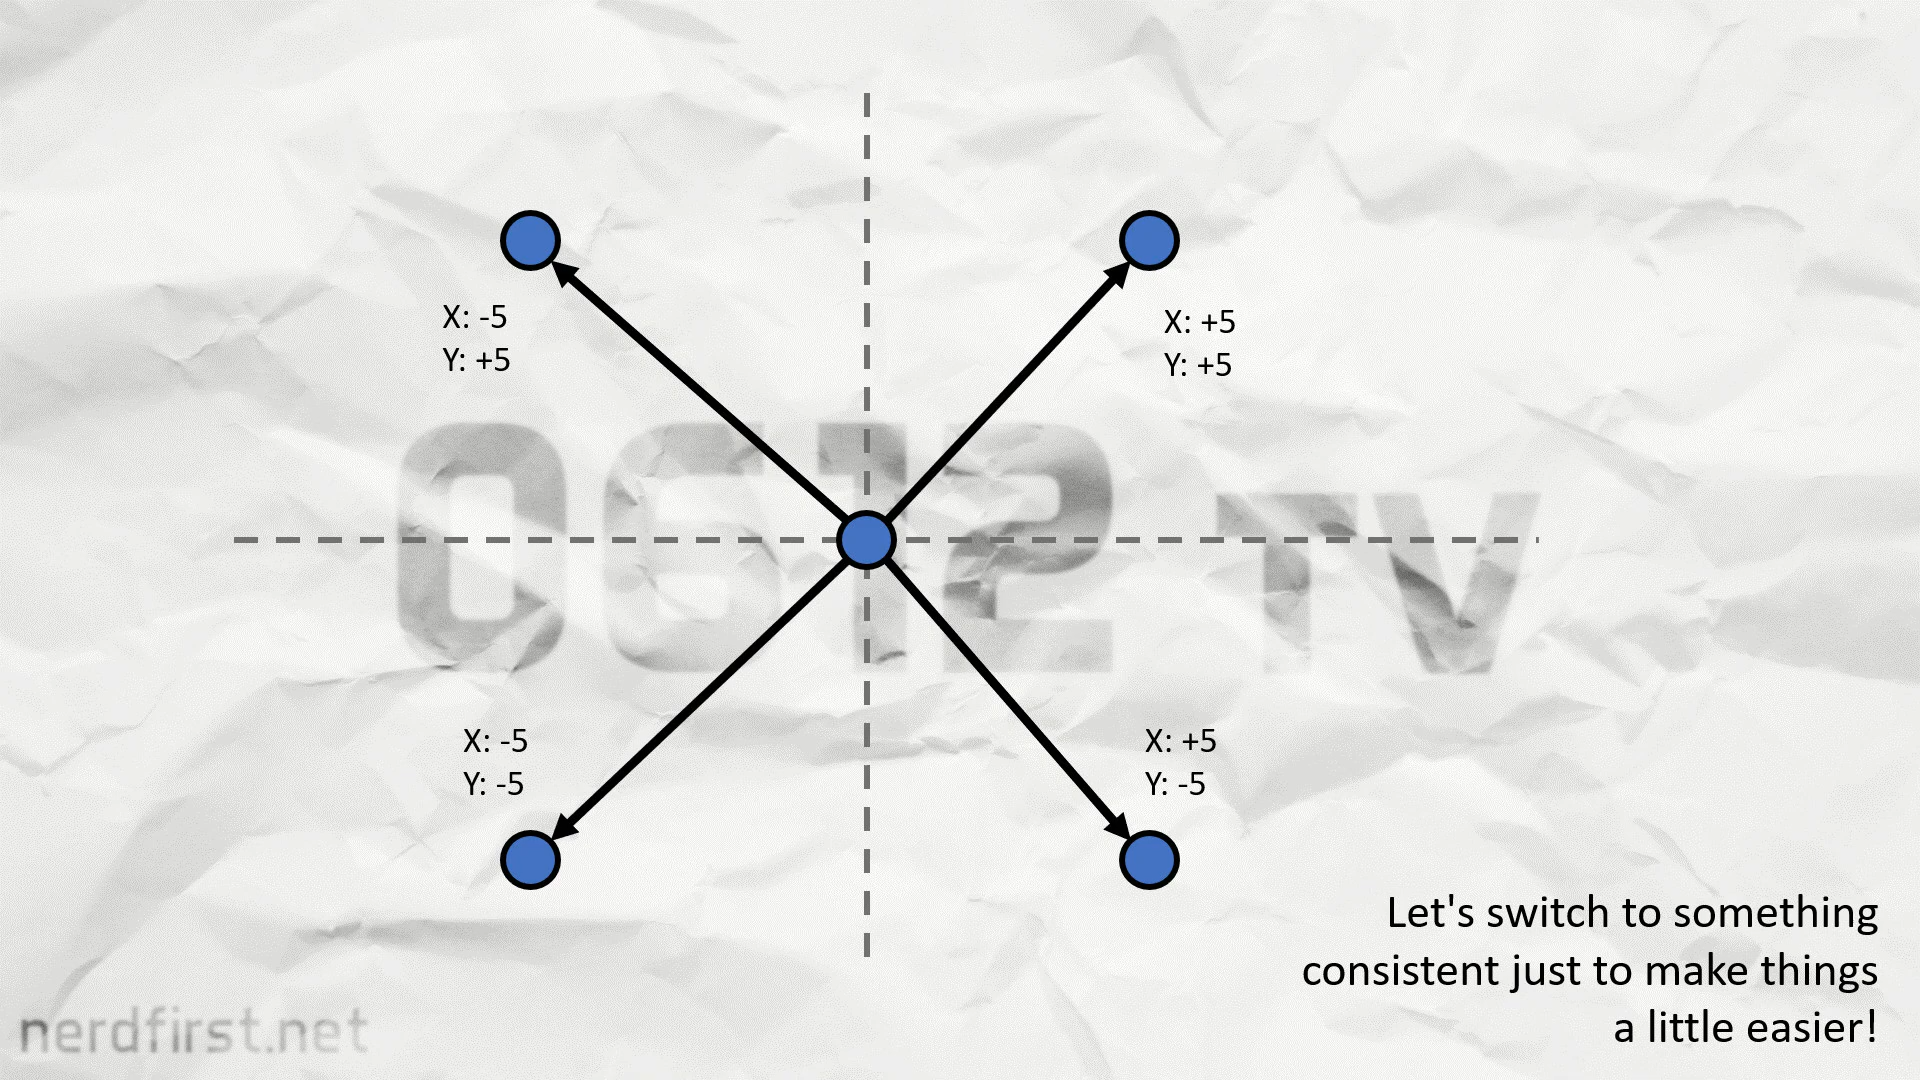 X: -5
Y: +5
X: +5
Y: +5
0612 TV
X: -5
Y: -5
X: +5
Y: -5
Let's switch to something
consistent just to make things
a little easier!
nerdfirst.net